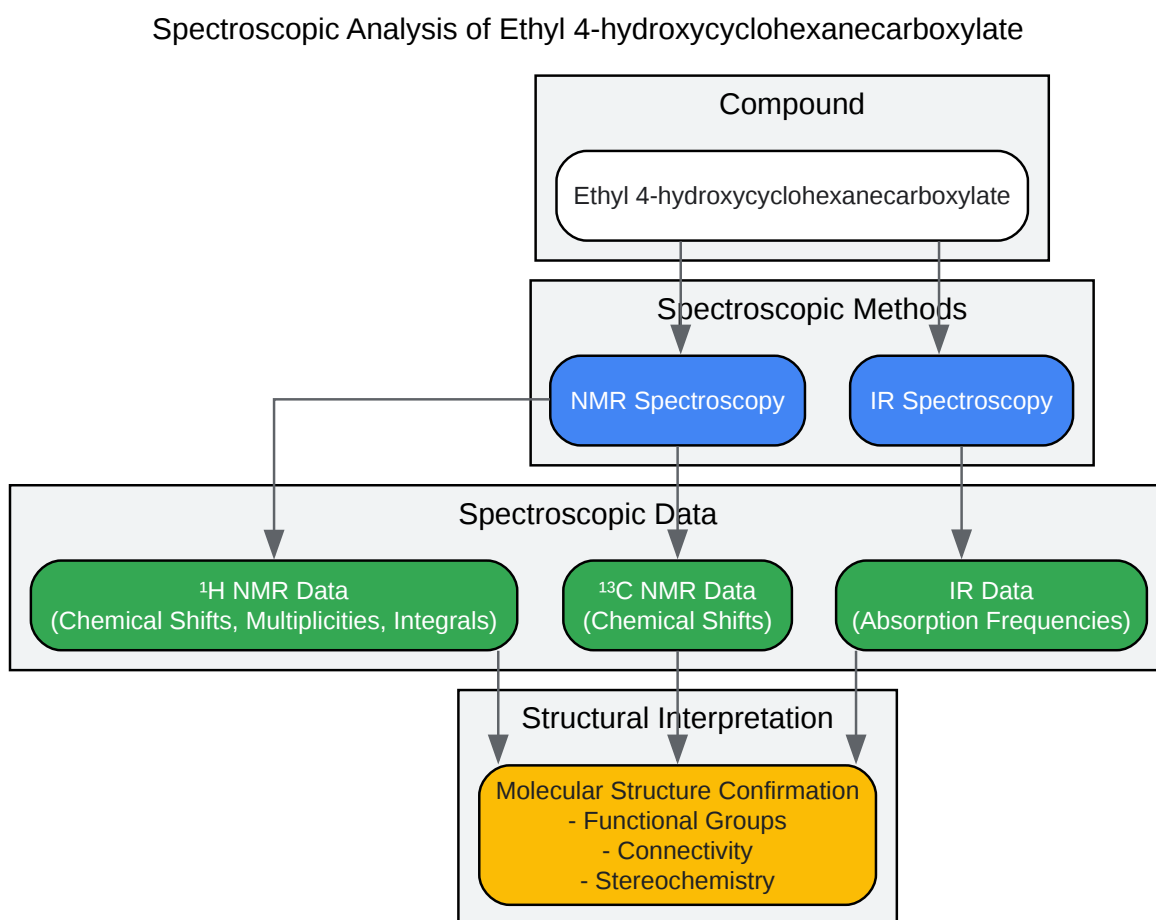 Spectroscopic Analysis of Ethyl 4-hydroxycyclohexanecarboxylate
Compound
Ethyl 4-hydroxycyclohexanecarboxylate
Spectroscopic Methods
NMR Spectroscopy
IR Spectroscopy
Spectroscopic Data
¹H NMR Data
(Chemical Shifts, Multiplicities, Integrals)
¹³C NMR Data
(Chemical Shifts)
IR Data
(Absorption Frequencies)
Structural Interpretation
Molecular Structure Confirmation
- Functional Groups
- Connectivity
- Stereochemistry